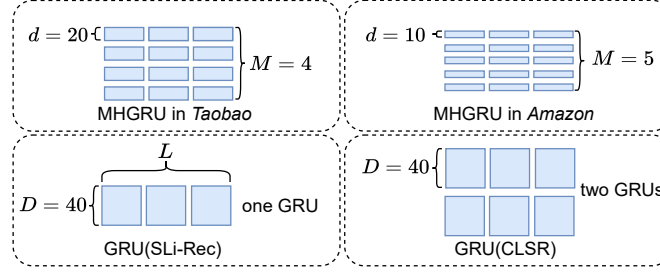 d = 20
M = 4
MHGRU in Taobao
d = 10
M = 5
MHGRU in Amazon
L
D = 40
one GRU
GRU(SLi-Rec)
D = 40
two GRUs
GRU(CLSR)